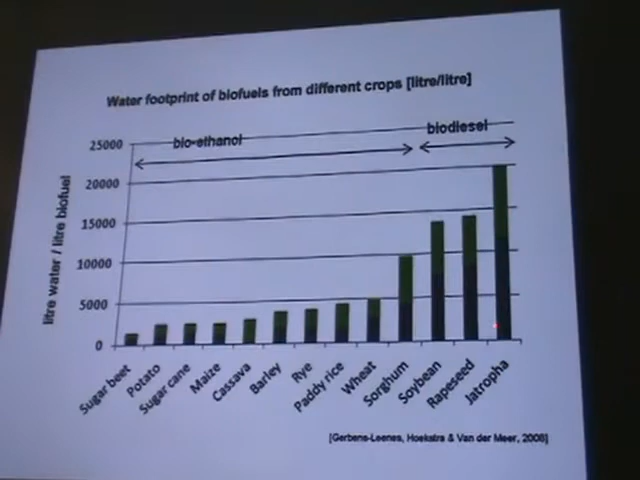 Water footprint of biofuels from different crops [litre/litre]
bio-ethanol
biodiesel
litre water / litre biofuel
25000
20000
15000
10000
5000
0
Sugar beet
Potato
Sugar cane
Maize
Cassava
Barley
Rye
Paddy rice
Wheat
Sorghum
Soybean
Rapeseed
Jatropha
[Gerbens-Leenes, Hoekstra & Van der Meer, 2008]